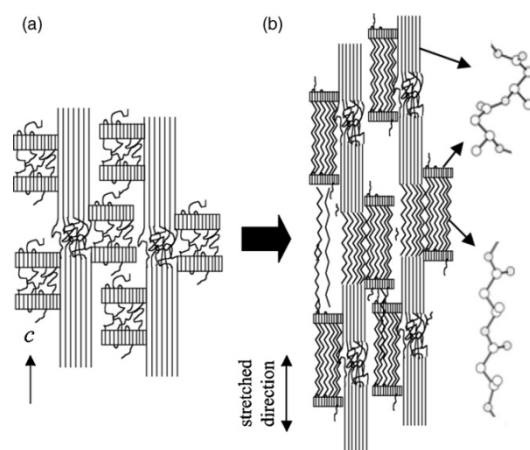 (a)
(b)
c
stretched
direction